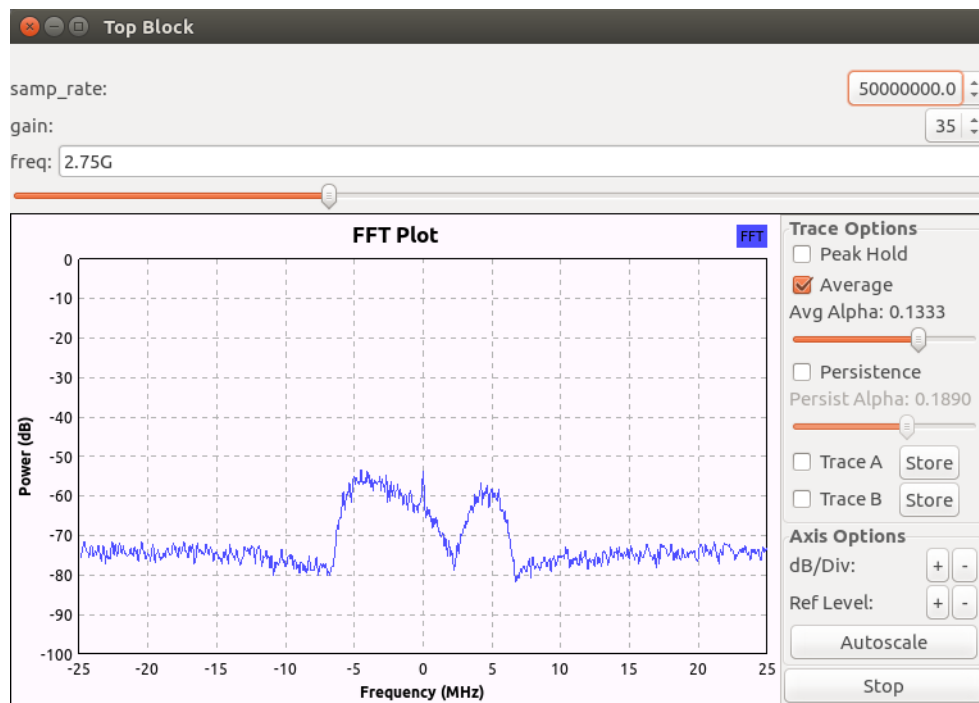 Top Block
samp_rate: 50000000.0
gain: 35
freq: 2.75G
FFT Plot
FFT
0
-10
-20
-30
-40
-50
-60
-70
-80
-90
-100
Power (dB)
-25 -20 -15 -10 -5 0 5 10 15 20 25
Frequency (MHz)
Trace Options
Peak Hold
Average
Avg Alpha: 0.1333
Persistence
Persist Alpha: 0.1890
Trace A Store
Trace B Store
Axis Options
dB/Div: + -
Ref Level: + -
Autoscale
Stop